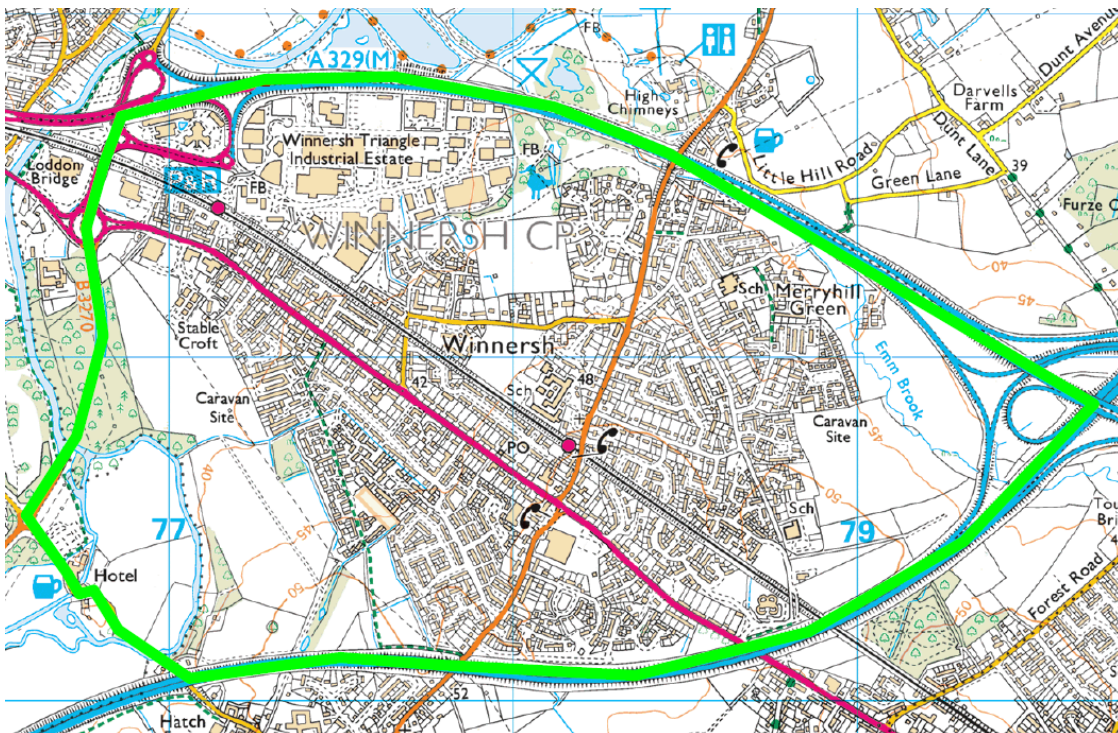 A 329(M)
FB
High
Chimneys
Dunt Avenue
Darvells
Farm
Dunt Lane
Little Hill Road
Green Lane
39
Furze C
Winnersh Triangle
Industrial Estate
FB
Loddon
Bridge
P&R
FB
WINNERSH CP
B3270
Sch
Merryhill
Green
40
45
Stable
Croft
Winnersh
42
Sch
48
Emm Brook
Caravan
Site
PO
Caravan
Site
45
40
50
77
45
Sch
79
Hotel
50
Forest Road
50
52
Hatch